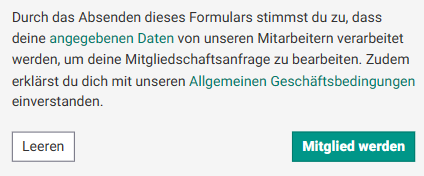 Durch das Absenden dieses Formulars stimmst du zu, dass
deine angegebenen Daten von unseren Mitarbeitern verarbeitet
werden, um deine Mitgliedschaftsanfrage zu bearbeiten. Zudem
erklärst du dich mit unseren Allgemeinen Geschäftsbedingungen
einverstanden.
Leeren
Mitglied werden